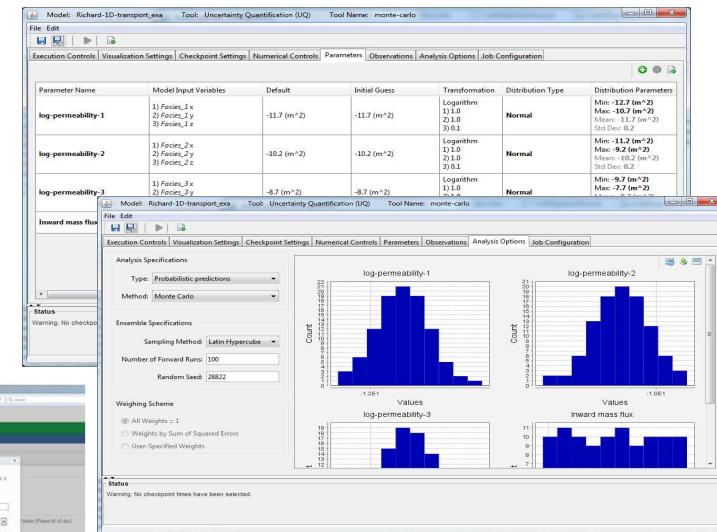 Model: Richard-1D-transport_exa Tool: Uncertainty Quantification (UQ) Tool Name: monte-carlo
File Edit
Execution Controls Visualization Settings Checkpoint Settings Numerical Controls Parameters Observations Analysis Options Job Configuration
Parameter Name Model Input Variables Default Initial Guess Transformation Distribution Type Distribution Parameters
log-permeability-1 1) Facies_1 x 2) Facies_1 y 3) Facies_1 z -11.7 (m^2) -11.7 (m^2) Logarithm 1) 1.0 2) 1.0 3) 0.1 Normal Min: -12.7 (m^2) Max: -10.7 (m^2) Mean: -11.7 (m^2) Std Dev: 0.2
log-permeability-2 1) Facies_2 x 2) Facies_2 y 3) Facies_2 z -10.2 (m^2) -10.2 (m^2) Logarithm 1) 1.0 2) 1.0 3) 0.1 Normal Min: -11.2 (m^2) Max: -9.2 (m^2) Mean: -10.2 (m^2) Std Dev: 0.2
log-permeability-3 1) Facies_3 x 2) Facies_3 y -8.7 (m^2) -8.7 (m^2) Logarithm 1) 1.0 Normal Min: -9.7 (m^2) Max: -7.7 (m^2)
Inward mass flux
Status
Warning: No checkpo
Model: Richard-1D-transport_exa Tool: Uncertainty Quantification (UQ) Tool Name: monte-carlo
File Edit
Execution Controls Visualization Settings Checkpoint Settings Numerical Controls Parameters Observations Analysis Options Job Configuration
Analysis Specifications
Type: Probabilistic predictions
Method: Monte Carlo
Ensemble Specifications
Sampling Method: Latin Hypercube
Number of Forward Runs: 100
Random Seed: 28822
Weighing Scheme
All Weights = 1
Weights by Sum of Squared Errors
User-Specified Weights
log-permeability-1
Count
-1.2E1
Values
log-permeability-2
Count
-1.0E1
Values
log-permeability-3
Inward mass flux
Status
Warning: No checkpoint times have been selected.